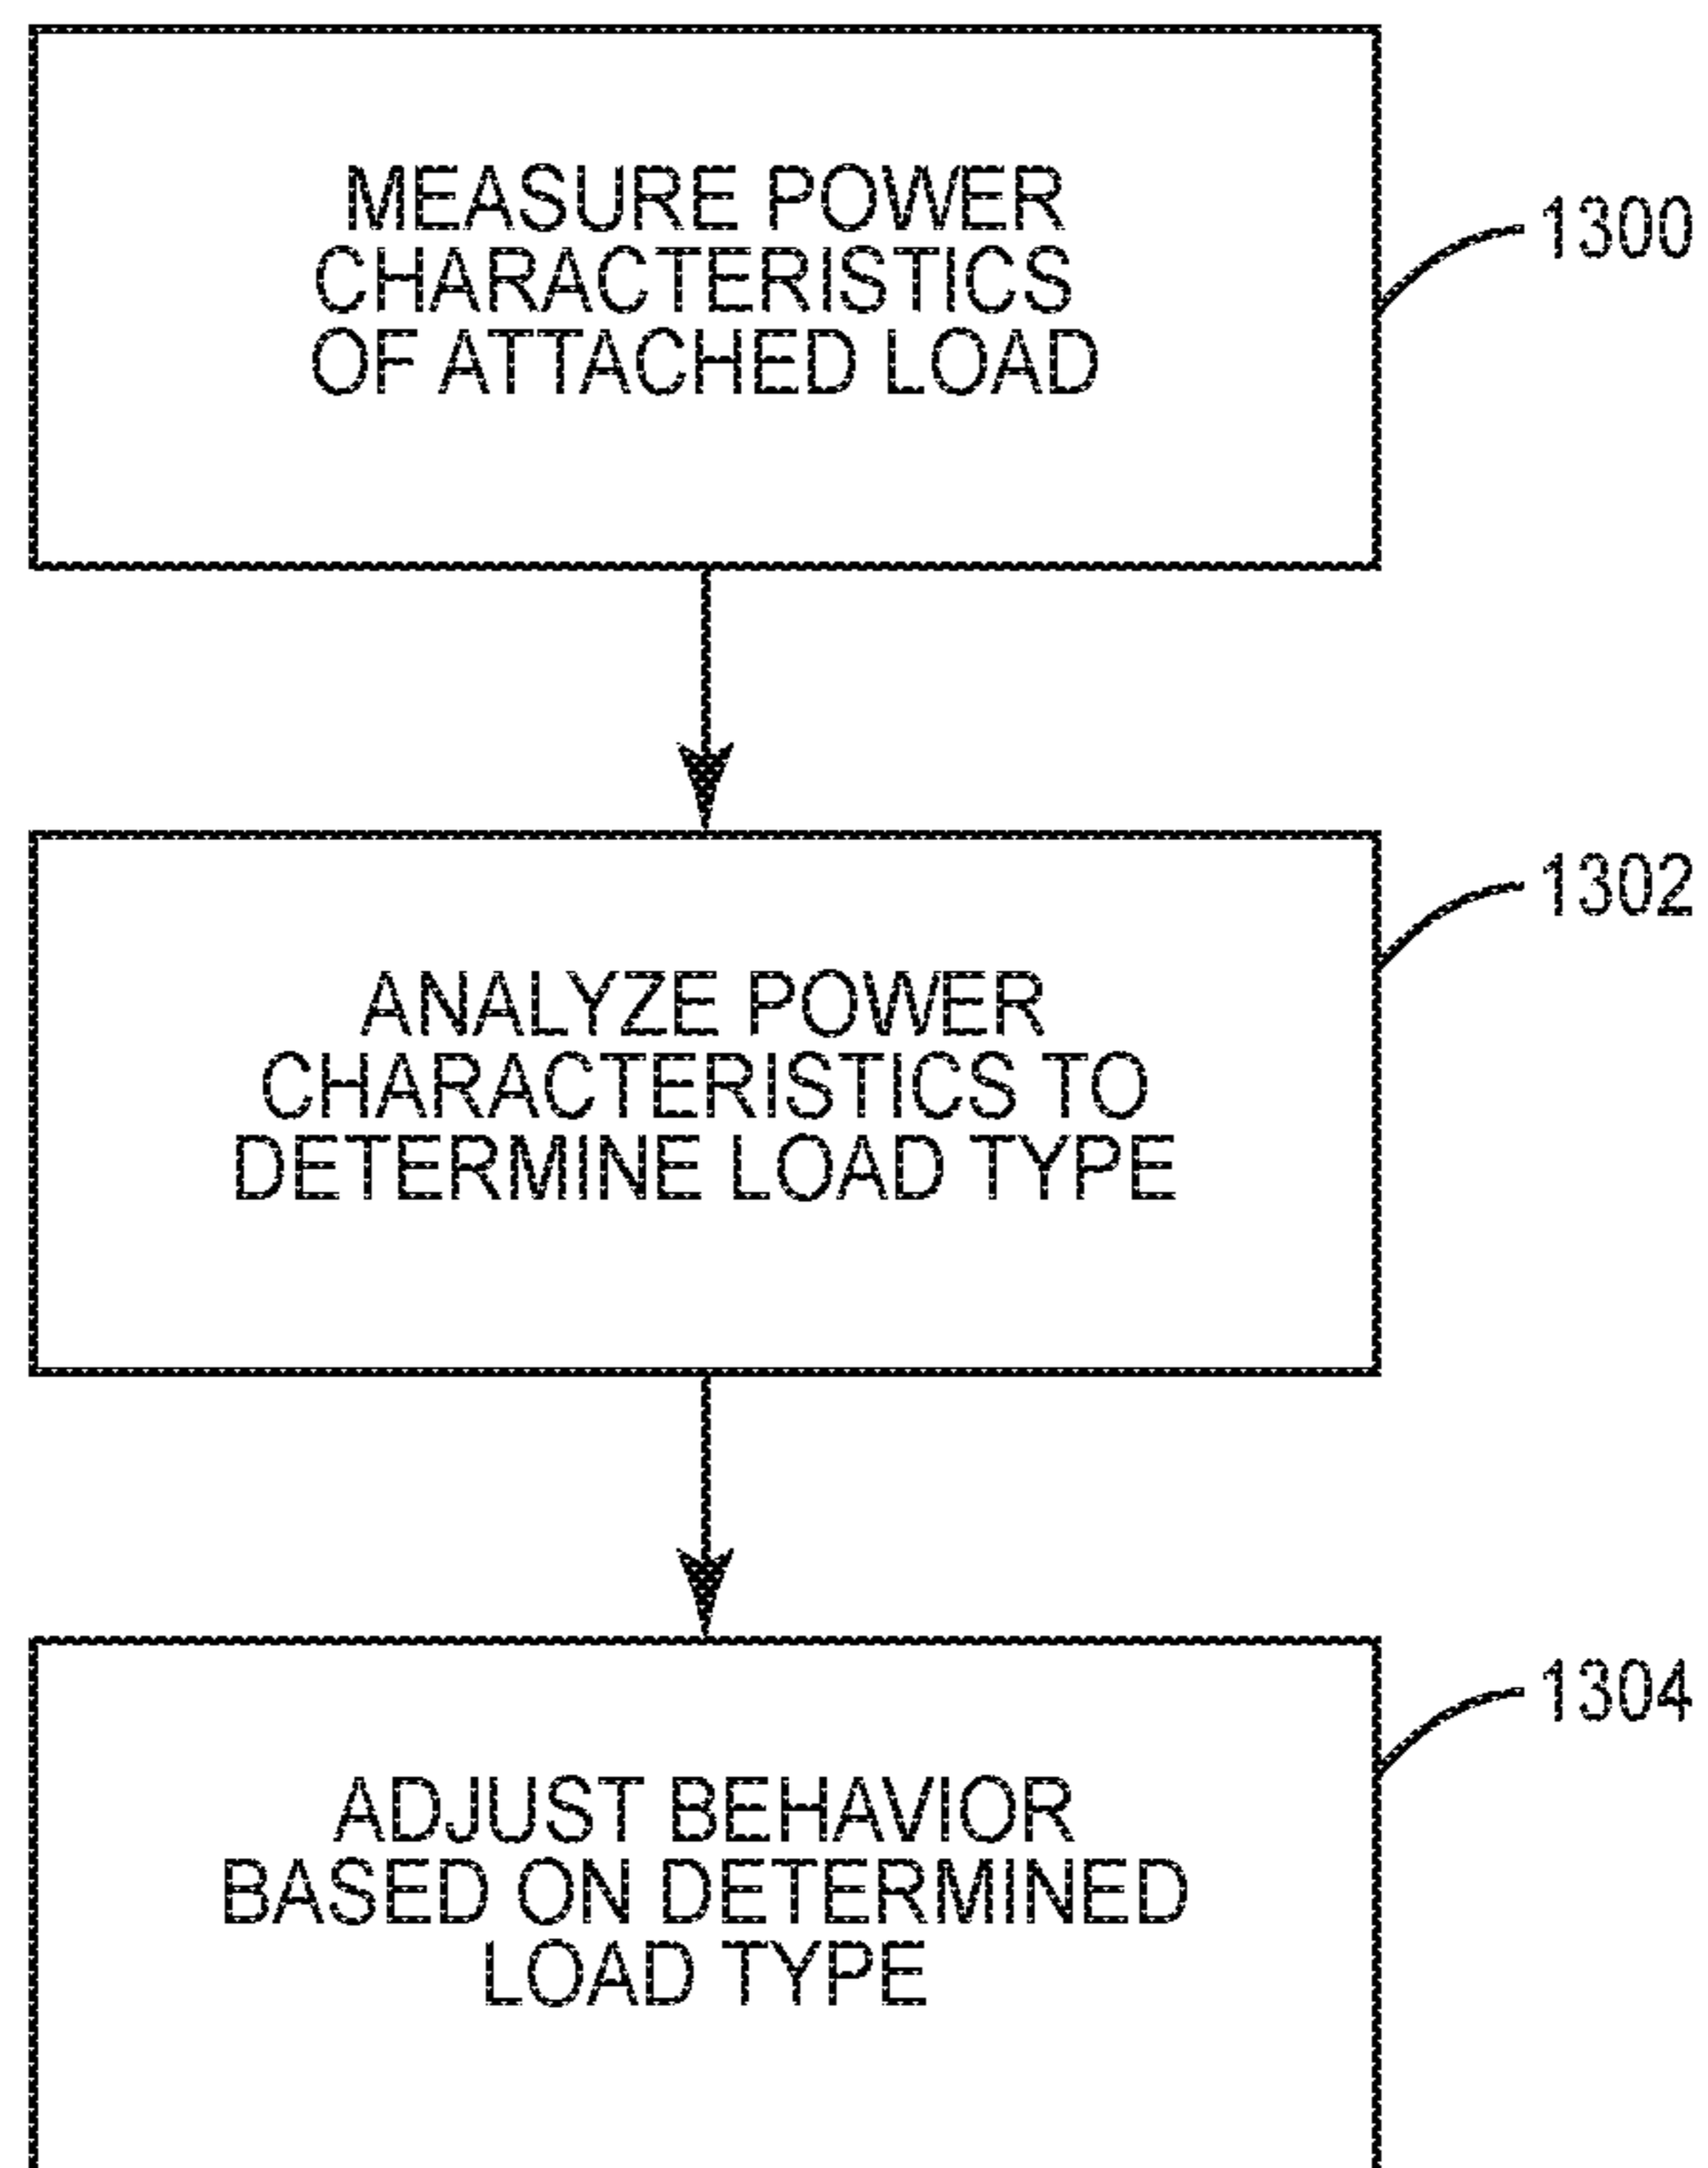 MEASURE POWER
CHARACTERISTICS
OF ATTACHED LOAD
1300
ANALYZE POWER
CHARACTERISTICS TO
DETERMINE LOAD TYPE
1302
ADJUST BEHAVIOR
BASED ON DETERMINED
LOAD TYPE
1304